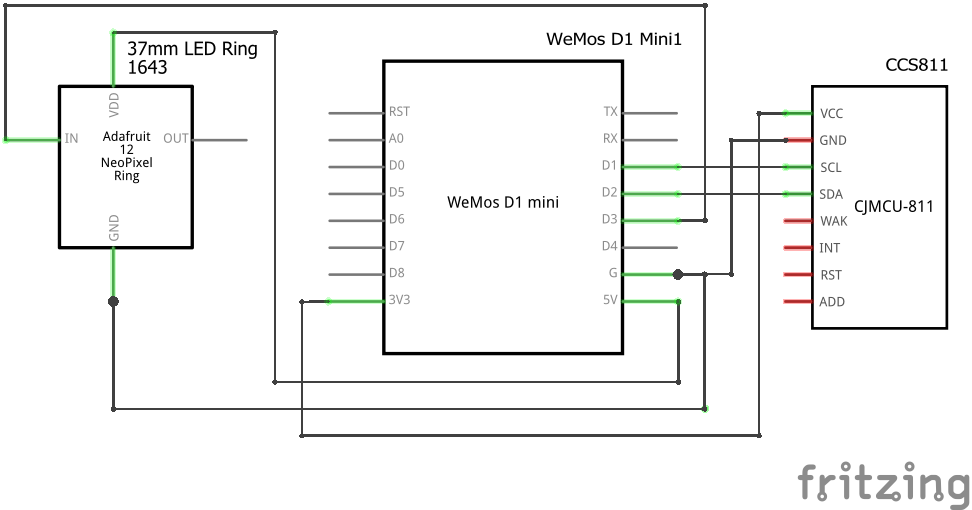 37mm LED Ring
1643
VDD
IN
Adafruit
12
NeoPixel
Ring
OUT
GND
WeMos D1 Mini1
RST
A0
D0
D5
D6
D7
D8
3V3
WeMos D1 mini
TX
RX
D1
D2
D3
D4
G
5V
CCS811
VCC
GND
SCL
SDA
WAK
INT
RST
ADD
CJMCU-811
fritzing